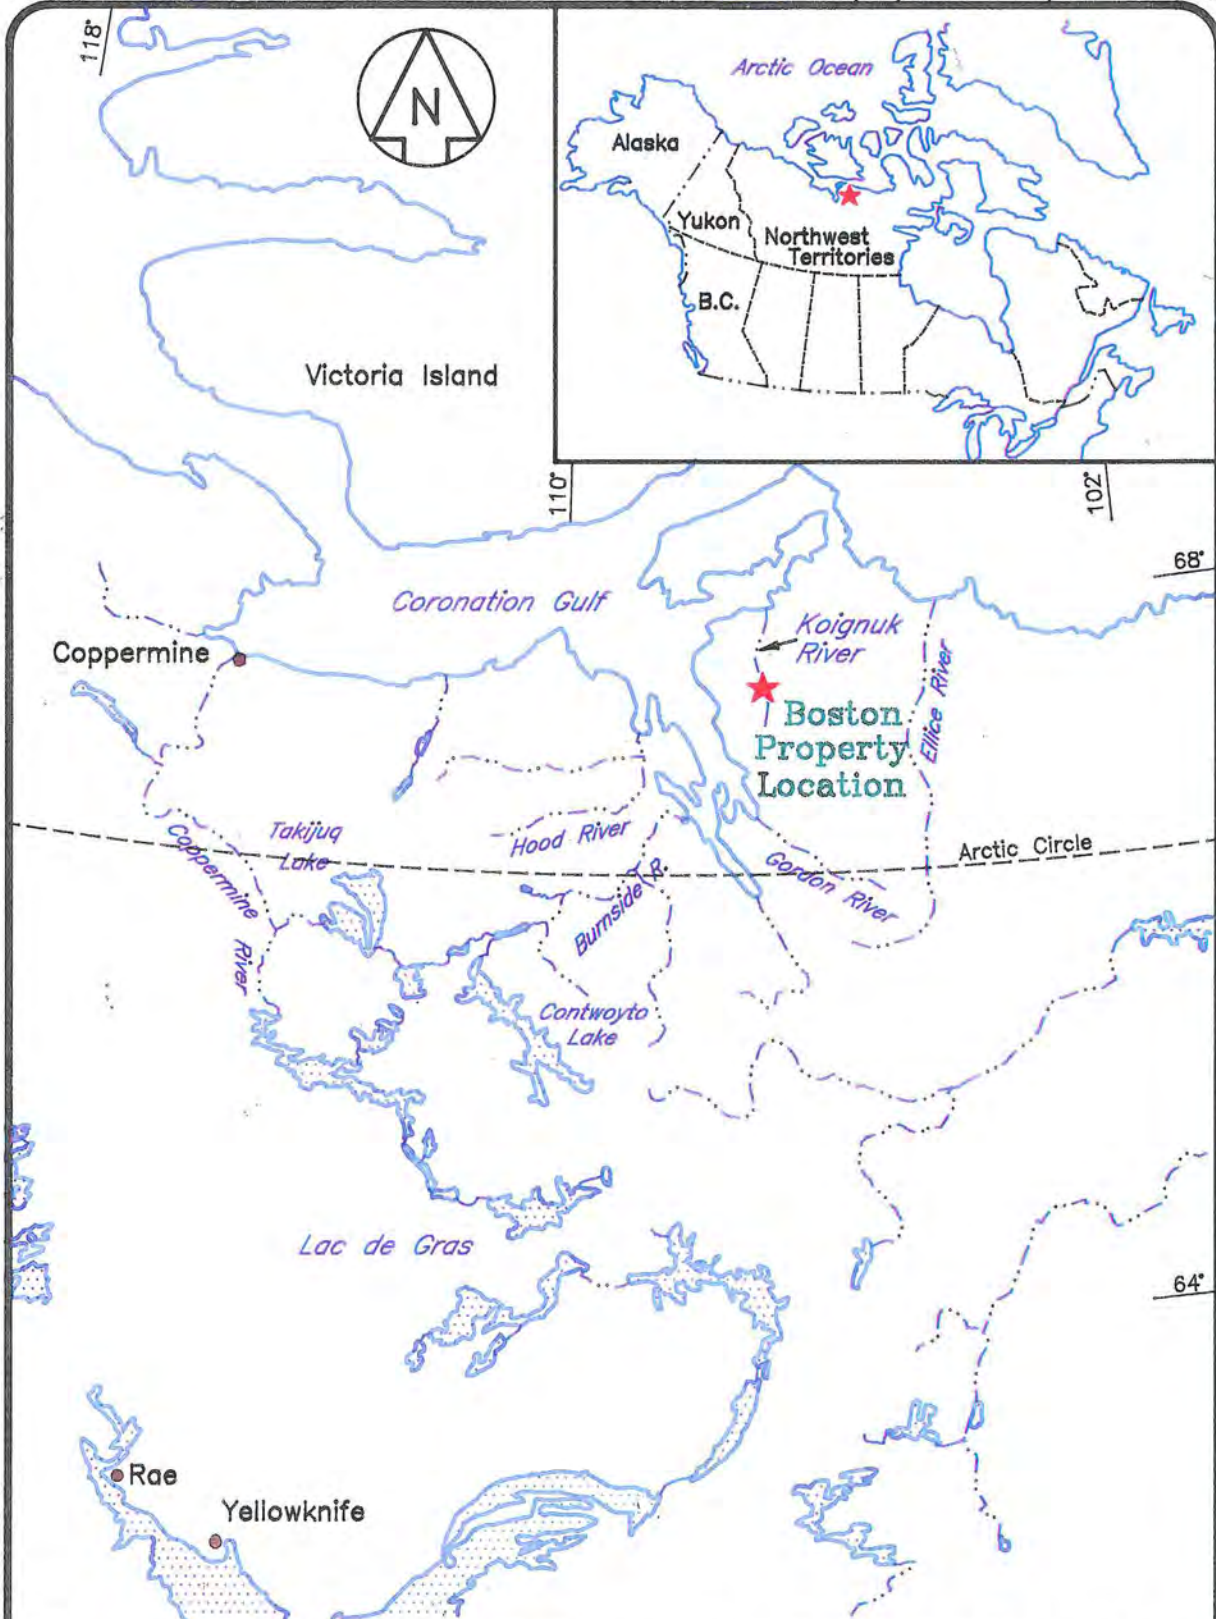 118°
N
Arctic Ocean
Alaska
Yukon
Northwest
Territories
B.C.
Victoria Island
110°
102°
68°
Coronation Gulf
Koignuk
River
Coppermine
Ellice River
Boston
Property
Location
Takijuq
Lake
Hood River
Arctic Circle
Coppermine River
Burnside R.
Gordon River
Contwoyto
Lake
Lac de Gras
64°
Rae
Yellowknife